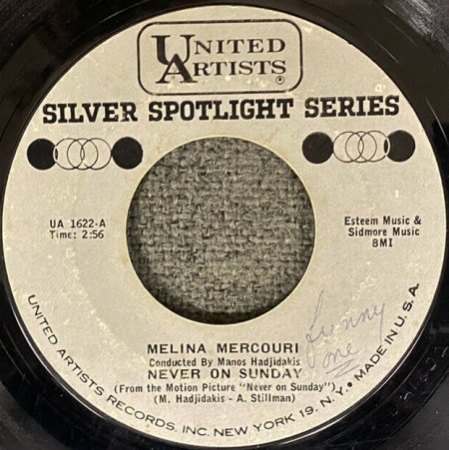 UNITED
ARTISTS®
SILVER SPOTLIGHT SERIES
UA 1622-A
Time: 2:56
Esteem Music &
Sidmore Music
BMI
MELINA MERCOURI
Conducted By Manos Hadjidakis
NEVER ON SUNDAY
(From the Motion Picture "Never on Sunday")
(M. Hadjidakis - A. Stillman)
funny
one
UNITED ARTISTS RECORDS, INC. NEW YORK 19, N.Y. • MADE IN U.S.A.